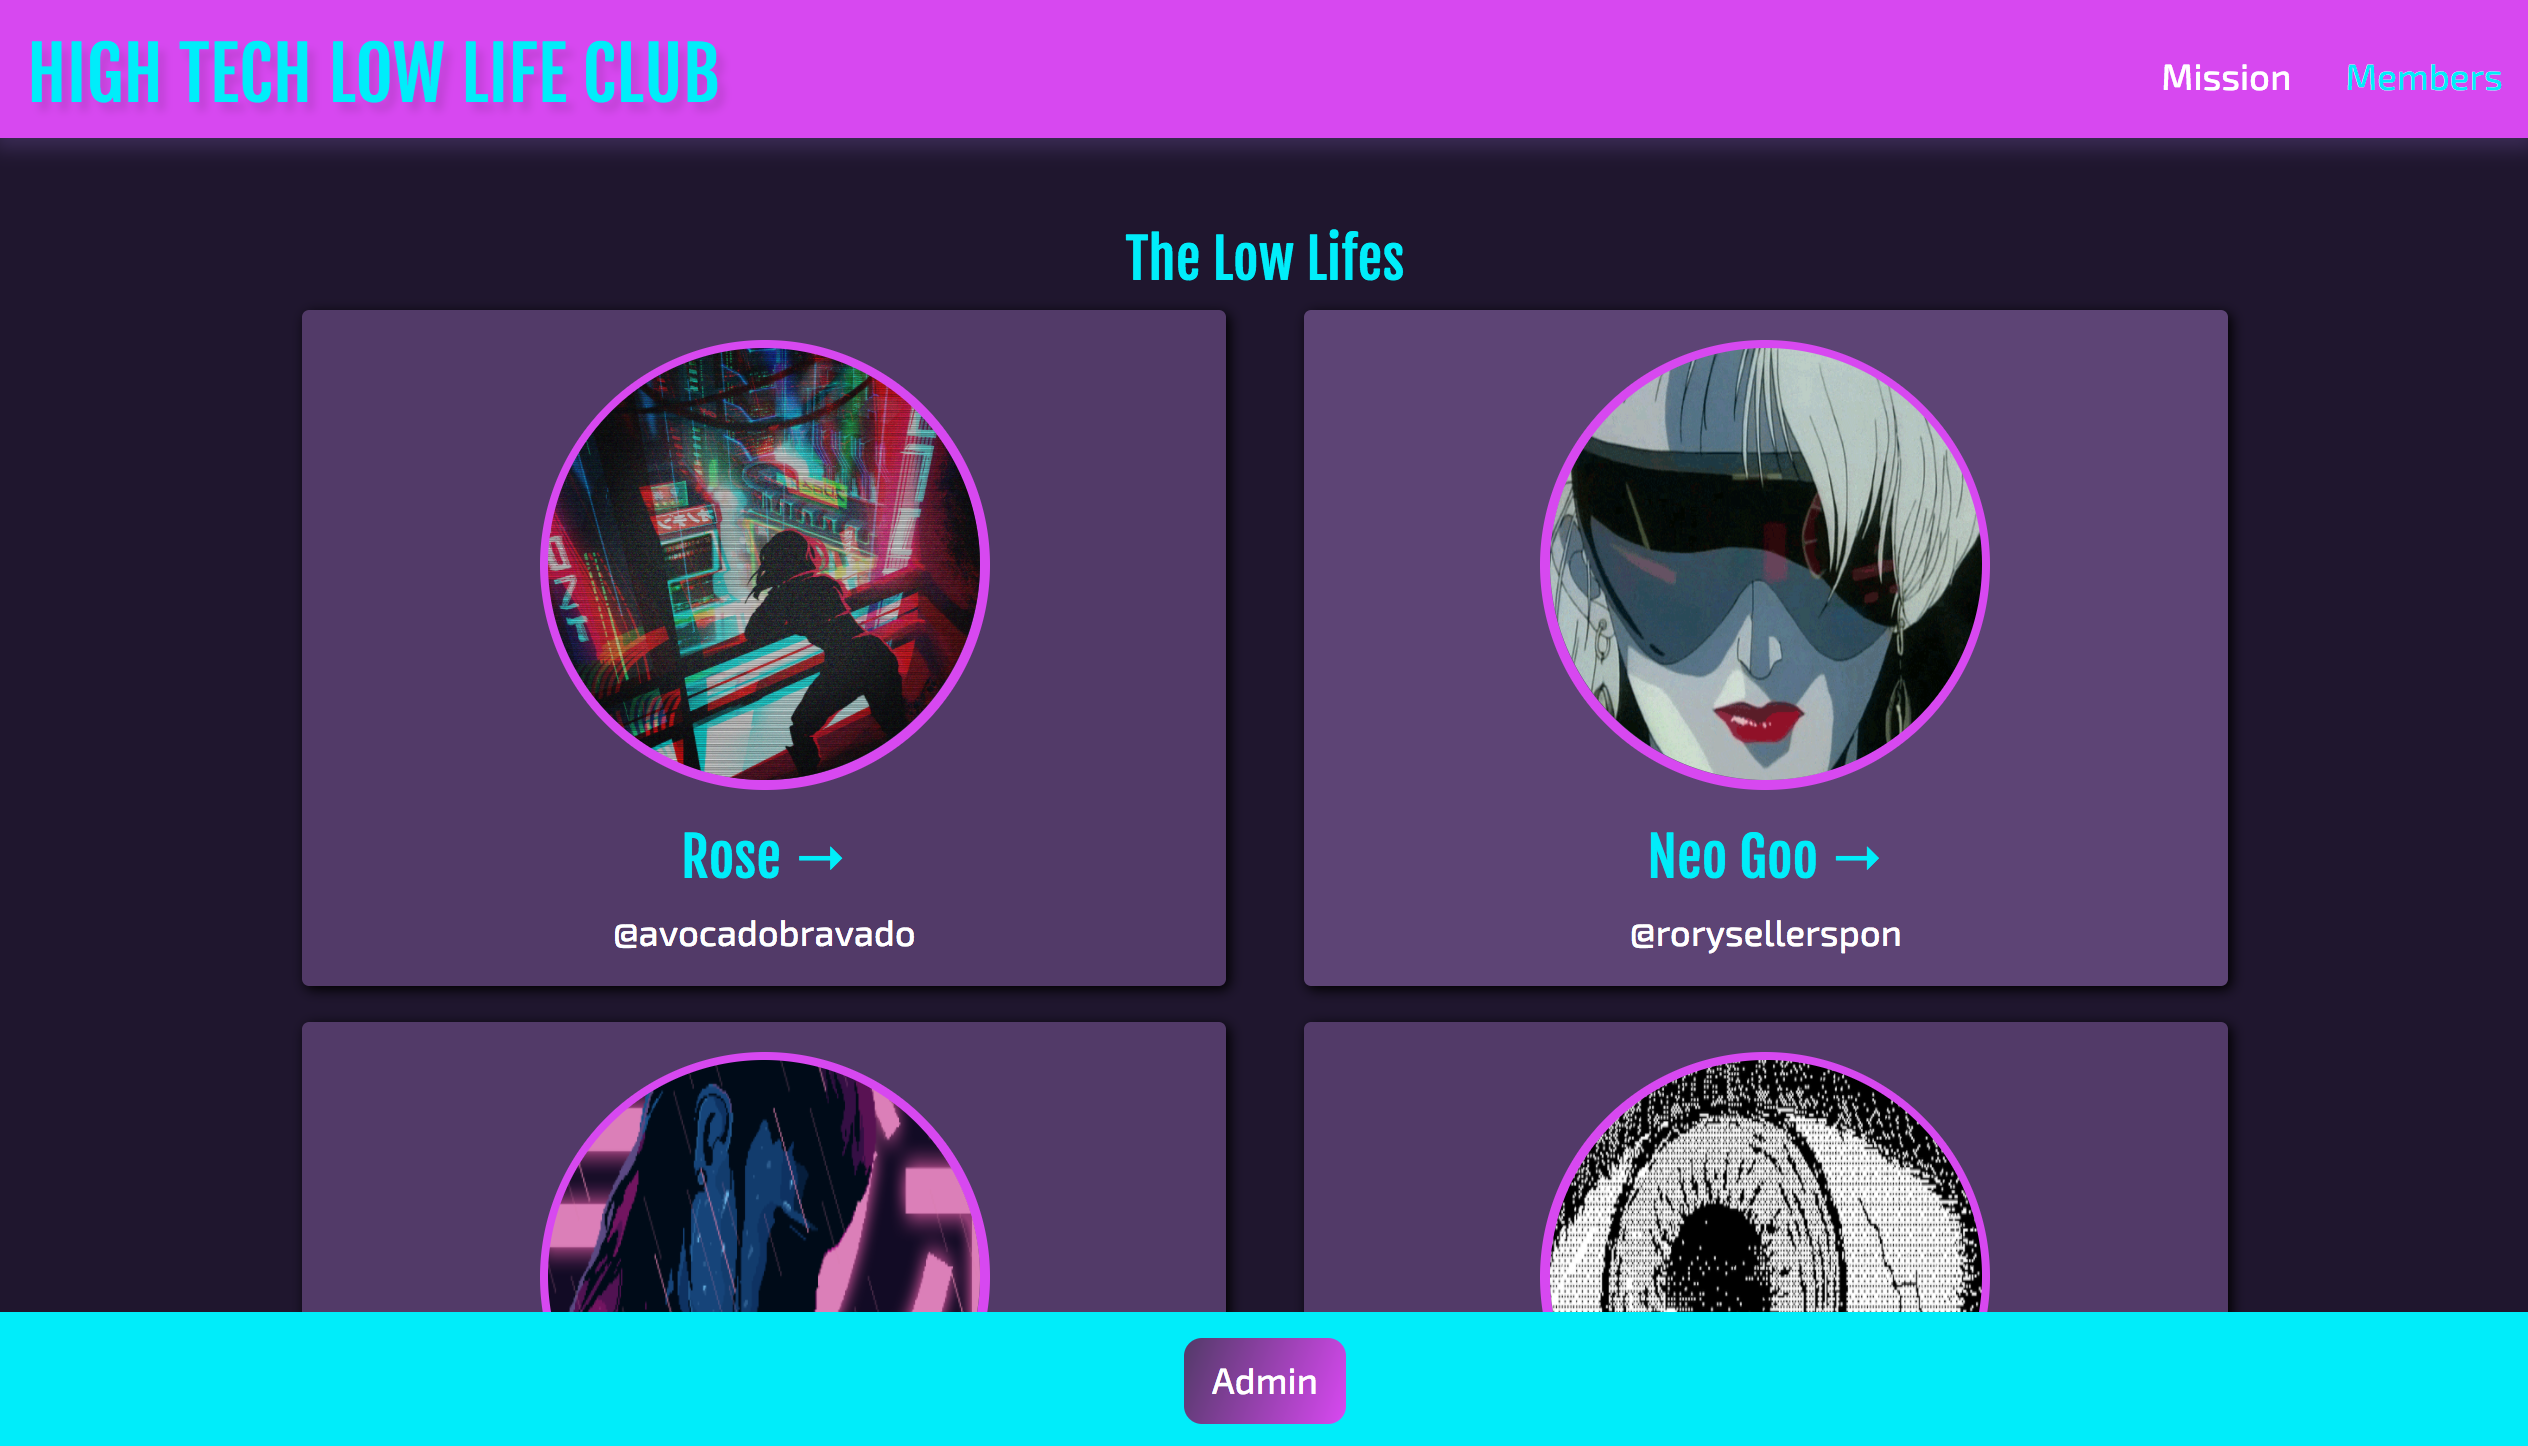 HIGH TECH LOW LIFE CLUB
Mission
Members
The Low Lifes
Rose →
Neo Goo →
@avocadobravado
@rorysellerspon
Admin